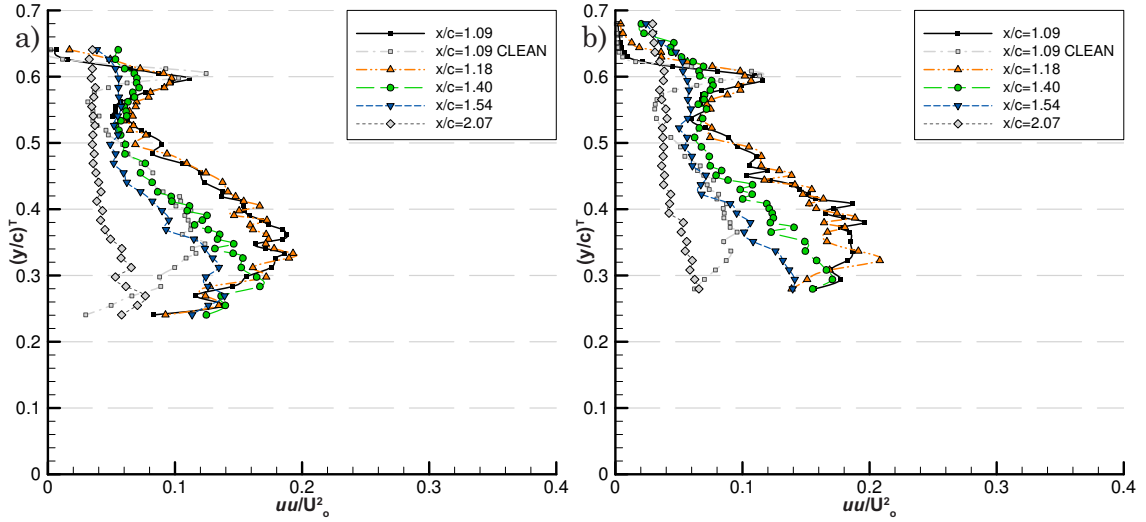 a)
0.7
0.6
0.5
0.4
0.3
0.2
0.1
0
(y/c)ᵀ
x/c=1.09
x/c=1.09 CLEAN
x/c=1.18
x/c=1.40
x/c=1.54
x/c=2.07
0 0.1 0.2 0.3 0.4
uu/U²ₒ
b)
0.7
0.6
0.5
0.4
0.3
0.2
0.1
0
(y/c)ᵀ
x/c=1.09
x/c=1.09 CLEAN
x/c=1.18
x/c=1.40
x/c=1.54
x/c=2.07
0 0.1 0.2 0.3 0.4
uu/U²ₒ